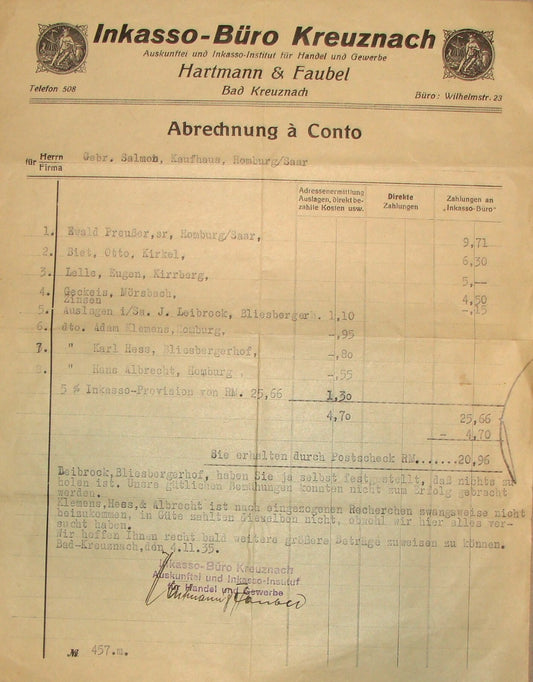 Inkasso-Büro Kreuznach
Auskunftei und Inkasso-Institut für Handel und Gewerbe
Hartmann & Faubel
Telefon 508
Bad Kreuznach
Büro: Wilhelmstr. 23
Abrechnung à Conto
für Herrn Firma Gebr. Salmon, Kaufhaus, Homburg/Saar
Adressenermittlung Auslagen, direkt bezahlte Kosten usw.
Direkte Zahlungen
Zahlungen an „Inkasso-Büro"
1. Ewald Preußer,sr, Homburg/Saar, 9,71
2. Biet, Otto, Kirkel, 6,30
3. Lelle, Eugen, Kirrberg, 5,—
4. Geckeis, Mörsbach, 4,50
Zinsen -,15
5. Auslagen i/Sa. J. Leibrock, Bliesbergerh. 1,10
6. dto. Adam Klemens,Homburg, -,95
7. " Karl Hess, Bliesbergerhof, -,80
8. " Hans Albrecht, Homburg , -,55
5 % Inkasso-Provision von RM. 25,66 1,30
4,70 25,66
- 4,70
Sie erhalten durch Postscheck RM.......20,96
Leibrock,Bliesbergerhof, haben Sie ja selbst festgestellt, daß nichts zu
holen ist. Unsre gütlichen Bemühungen konnten nicht zum Erfolg gebracht
werden.
Klemens,Hess,& Albrecht ist nach eingezogenen Recherchen zwangsweise nicht
beizukommen, in Güte zahlten dieselben nicht, obwohl wir hier alles ver-
sucht haben.
Wir hoffen Ihnen recht bald weitere größere Beträge zuweisen zu können.
Bad-Kreuznach,den 4.11.35.
Inkasso-Büro Kreuznach
Auskunftei und Inkasso-Institut
für Handel und Gewerbe
Hartmann Faubel
№ 457.m.